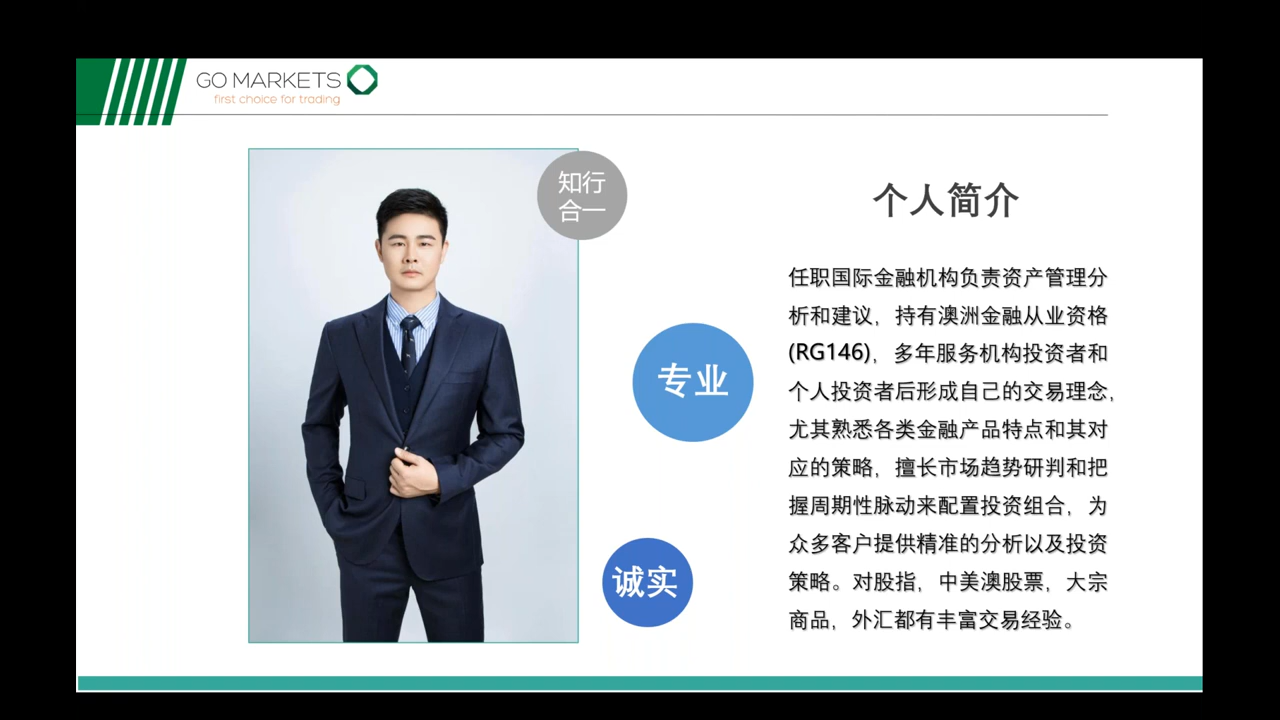 GO MARKETS
first choice for trading
知行
合一
专业
诚实
个人简介
任职国际金融机构负责资产管理分
析和建议，持有澳洲金融从业资格
(RG146)，多年服务机构投资者和
个人投资者后形成自己的交易理念，
尤其熟悉各类金融产品特点和其对
应的策略，擅长市场趋势研判和把
握周期性脉动来配置投资组合，为
众多客户提供精准的分析以及投资
策略。对股指，中美澳股票，大宗
商品，外汇都有丰富交易经验。